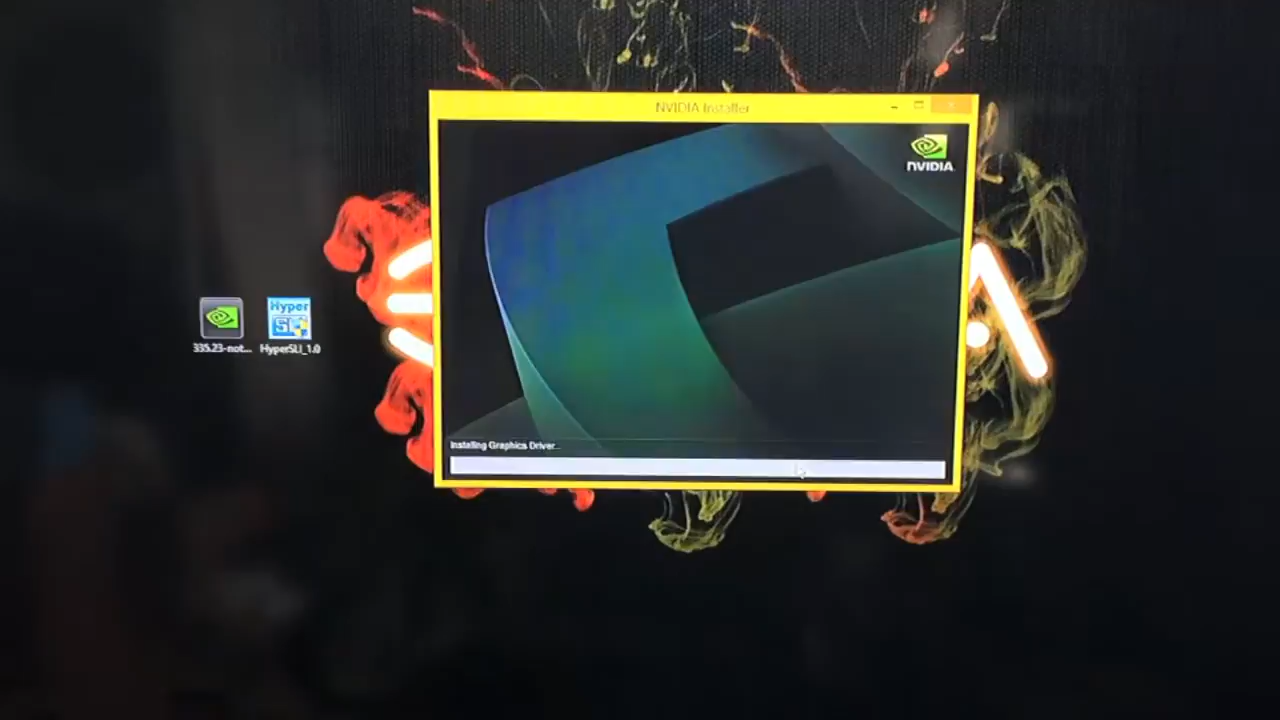 NVIDIA Installer
NVIDIA.
Hyper
SLI
335.23-not...
HyperSLI_1.0
Installing Graphics Driver...